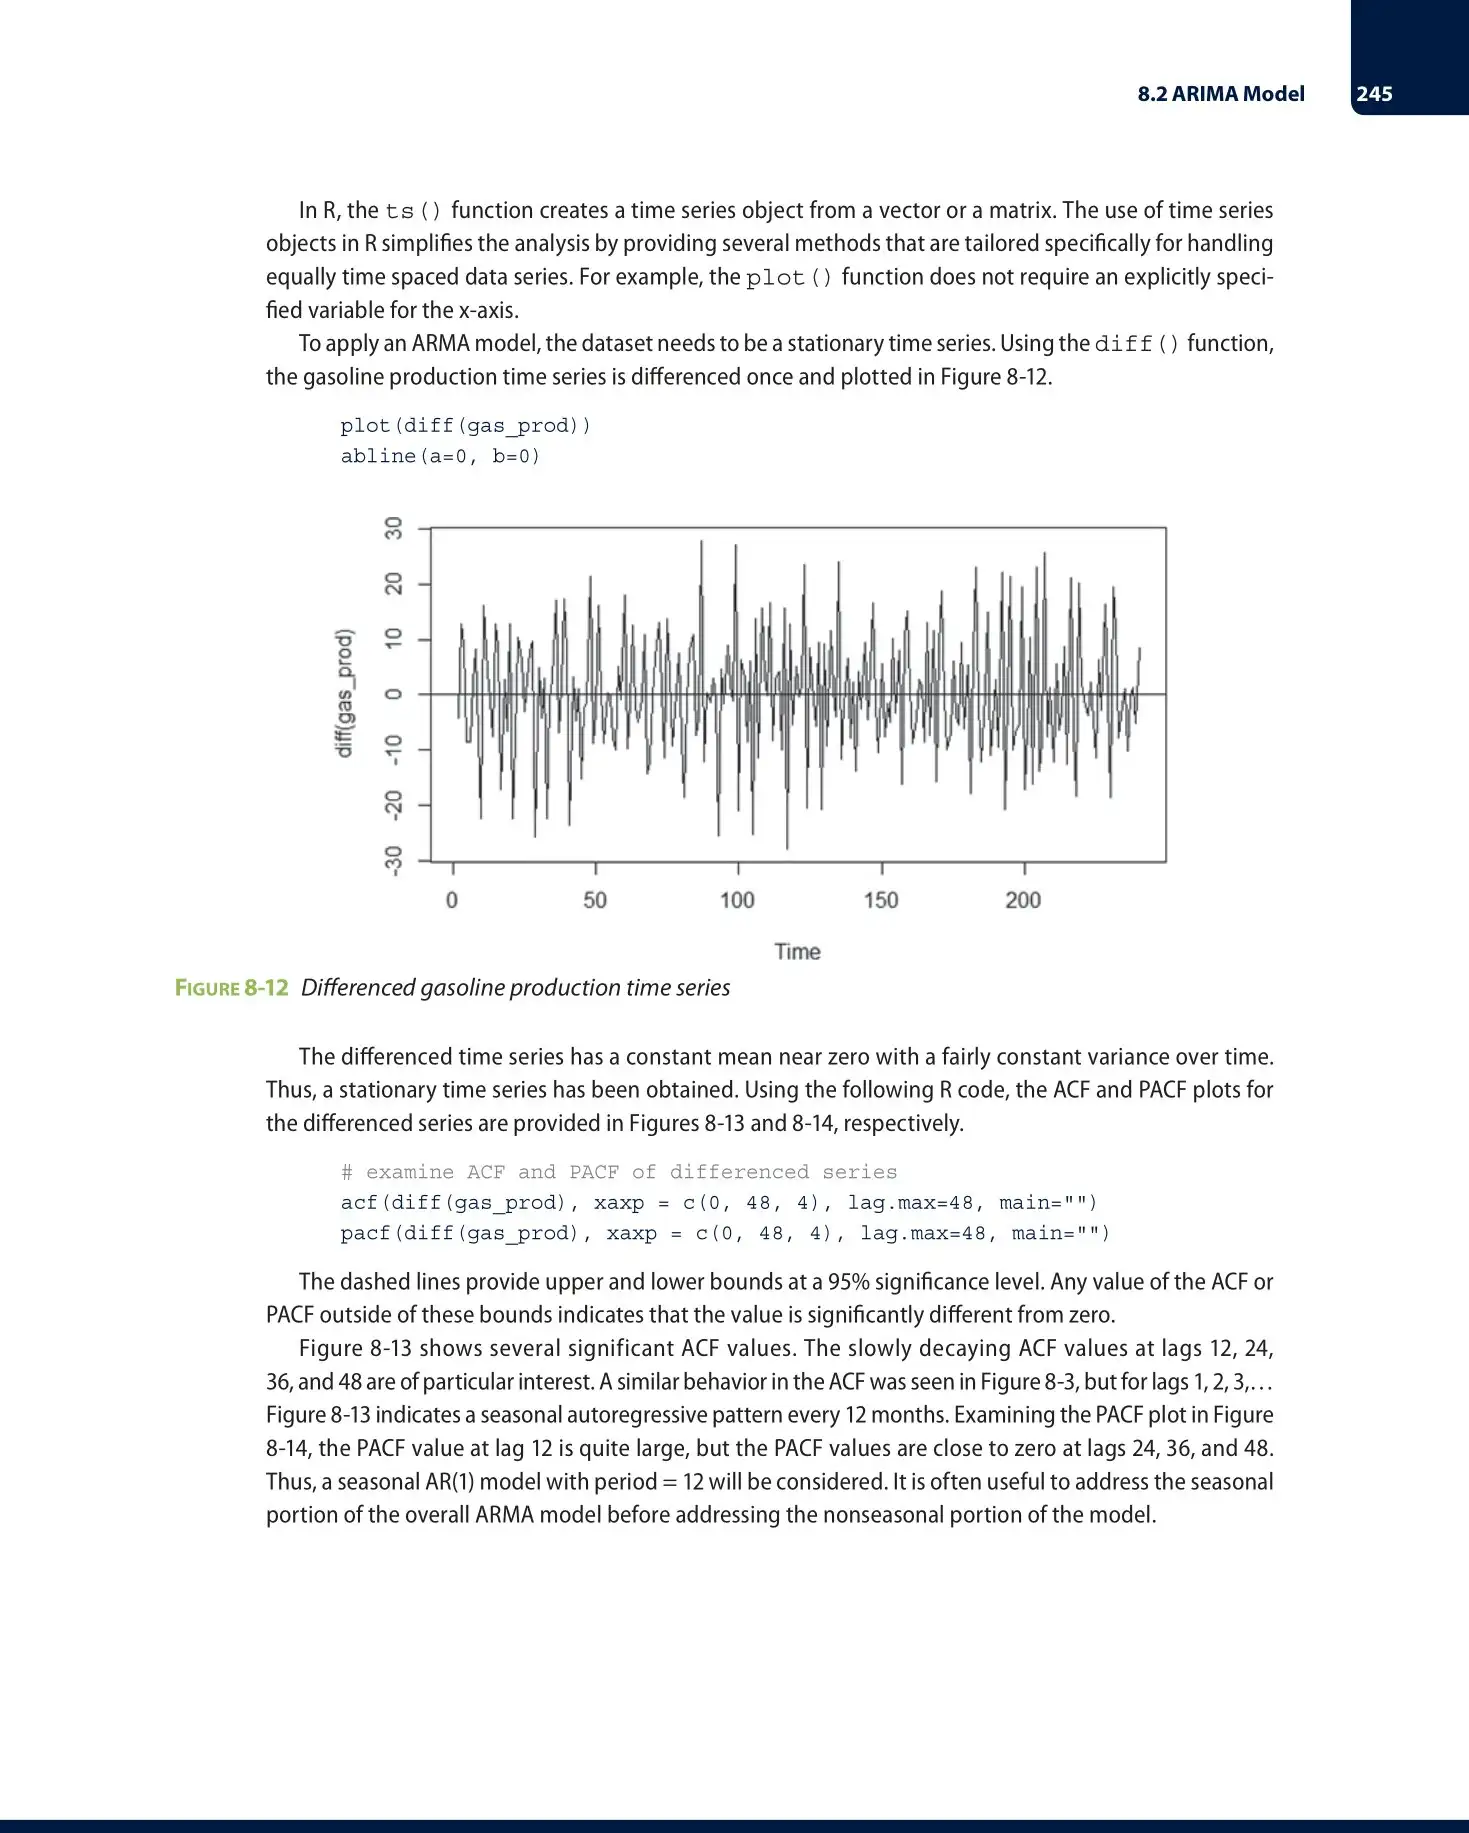 8.2 ARIMA Model 245
In R, the ts() function creates a time series object from a vector or a matrix. The use of time series
objects in R simplifies the analysis by providing several methods that are tailored specifically for handling
equally time spaced data series. For example, the plot() function does not require an explicitly speci-
fied variable for the x-axis.
To apply an ARMA model, the dataset needs to be a stationary time series. Using the diff() function,
the gasoline production time series is differenced once and plotted in Figure 8-12.
plot(diff(gas_prod))
abline(a=0, b=0)
30
20
10
0
-10
-20
-30
diff(gas_prod)
0 50 100 150 200
Time
FIGURE 8-12 Differenced gasoline production time series
The differenced time series has a constant mean near zero with a fairly constant variance over time.
Thus, a stationary time series has been obtained. Using the following R code, the ACF and PACF plots for
the differenced series are provided in Figures 8-13 and 8-14, respectively.
# examine ACF and PACF of differenced series
acf(diff(gas_prod), xaxp = c(0, 48, 4), lag.max=48, main="")
pacf(diff(gas_prod), xaxp = c(0, 48, 4), lag.max=48, main="")
The dashed lines provide upper and lower bounds at a 95% significance level. Any value of the ACF or
PACF outside of these bounds indicates that the value is significantly different from zero.
Figure 8-13 shows several significant ACF values. The slowly decaying ACF values at lags 12, 24,
36, and 48 are of particular interest. A similar behavior in the ACF was seen in Figure 8-3, but for lags 1, 2, 3,…
Figure 8-13 indicates a seasonal autoregressive pattern every 12 months. Examining the PACF plot in Figure
8-14, the PACF value at lag 12 is quite large, but the PACF values are close to zero at lags 24, 36, and 48.
Thus, a seasonal AR(1) model with period = 12 will be considered. It is often useful to address the seasonal
portion of the overall ARMA model before addressing the nonseasonal portion of the model.